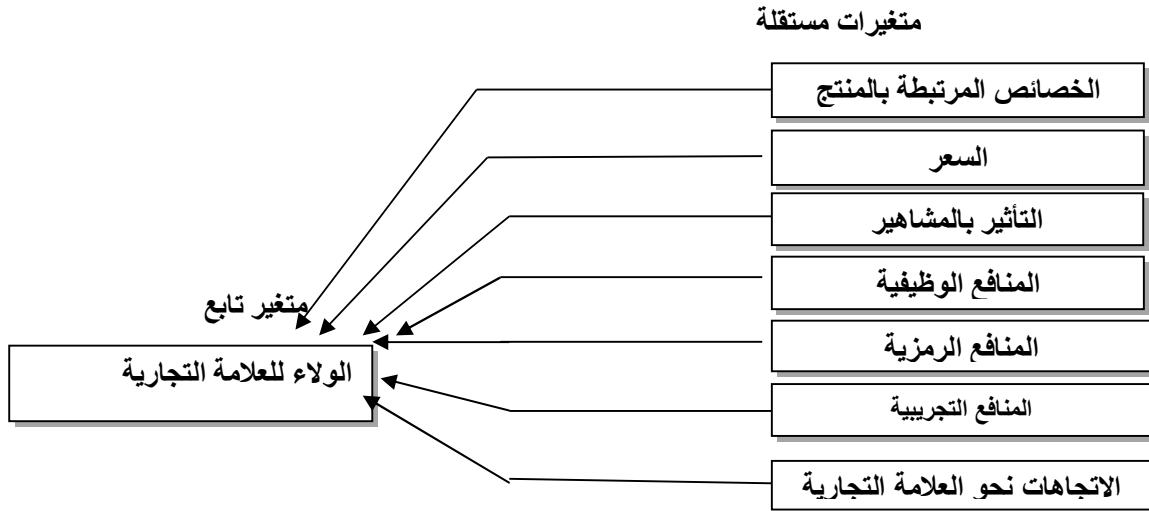 متغيرات مستقلة
الخصائص المرتبطة بالمنتج
السعر
التأثير بالمشاهير
المنافع الوظيفية
المنافع الرمزية
المنافع التجريبية
الاتجاهات نحو العلامة التجارية
متغير تابع
الولاء للعلامة التجارية